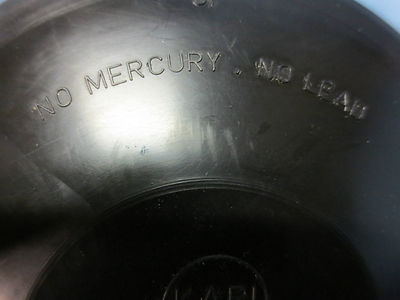 NO MERCURY . NO LEAD